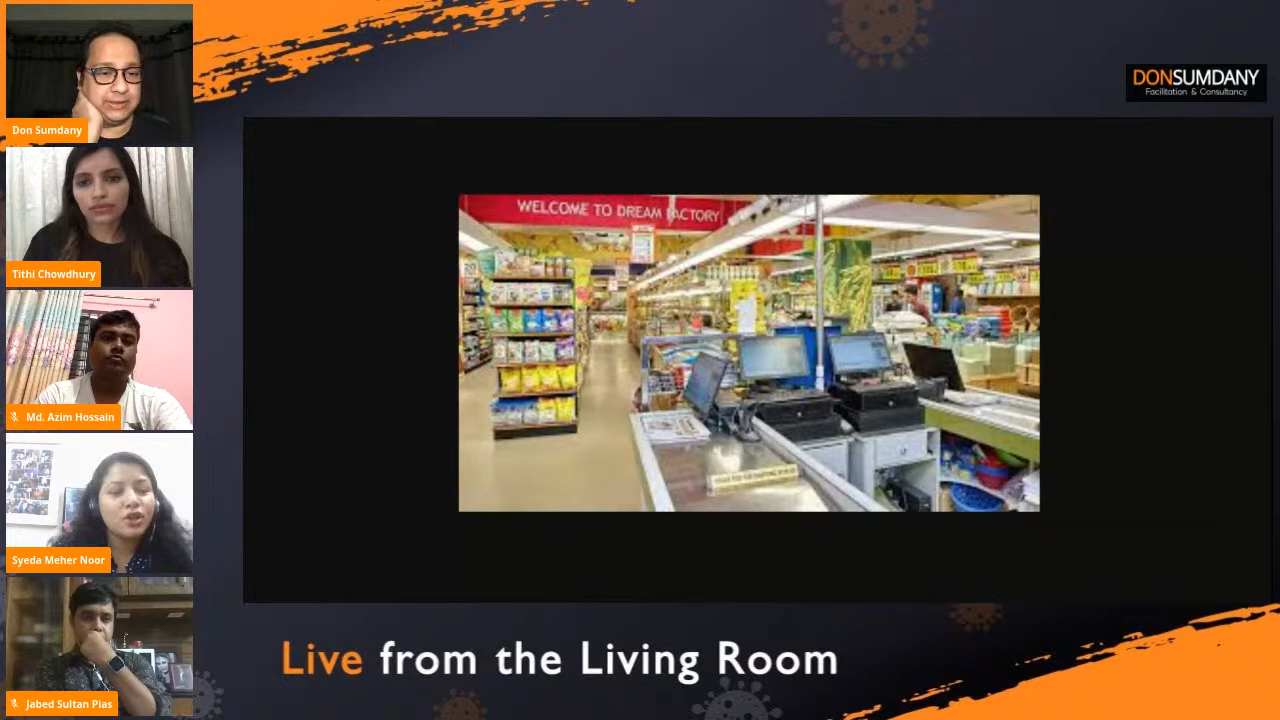 Don Sumdany
Tithi Chowdhury
Md. Azim Hossain
Syeda Meher Noor
Jabed Sultan Pias
DONSUMDANY
Facilitation & Consultancy
WELCOME TO DREAM FACTORY
Live from the Living Room